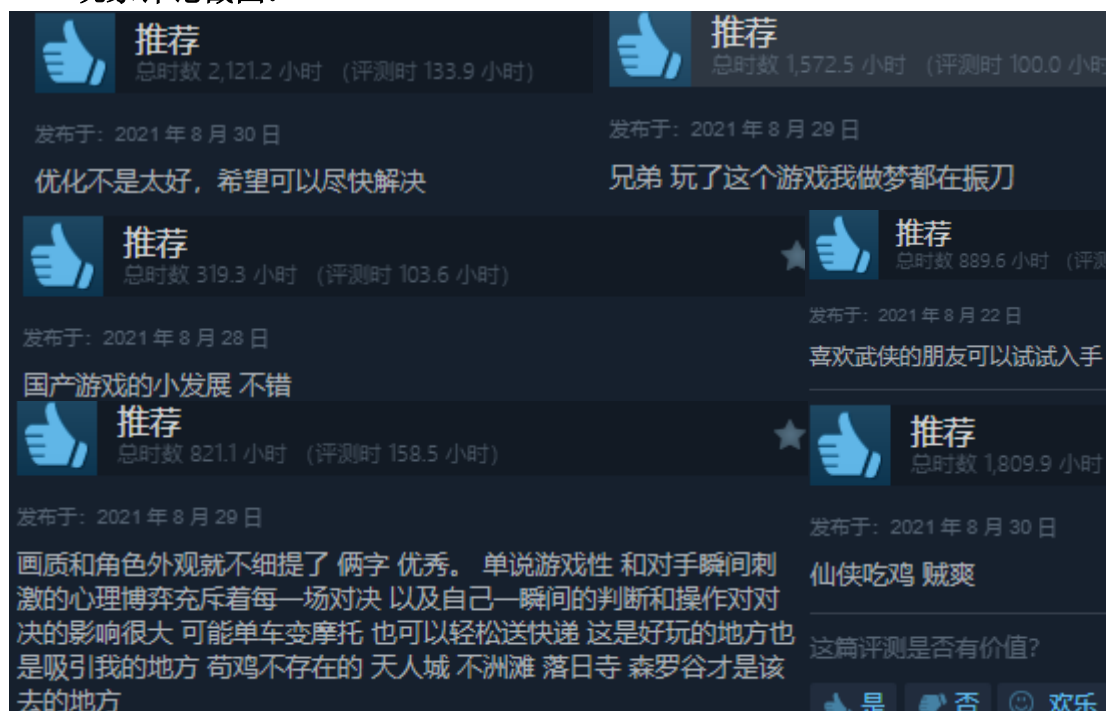 推荐
总时数 2,121.2 小时 （评测时 133.9 小时）
发布于：2021 年 8 月 30 日
优化不是太好，希望可以尽快解决
推荐
总时数 1,572.5 小时 （评测时 100.0 小时
发布于：2021 年 8 月 29 日
兄弟 玩了这个游戏我做梦都在振刀
推荐
总时数 319.3 小时 （评测时 103.6 小时）
发布于：2021 年 8 月 28 日
国产游戏的小发展 不错
推荐
总时数 889.6 小时 （评测
发布于：2021 年 8 月 22 日
喜欢武侠的朋友可以试试入手
推荐
总时数 821.1 小时 （评测时 158.5 小时）
发布于：2021 年 8 月 29 日
画质和角色外观就不细提了 俩字 优秀。 单说游戏性 和对手瞬间刺
激的心理博弈充斥着每一场对决 以及自己一瞬间的判断和操作对对
决的影响很大 可能单车变摩托 也可以轻松送快递 这是好玩的地方也
是吸引我的地方 苟鸡不存在的 天人城 不洲滩 落日寺 森罗谷才是该
去的地方
推荐
总时数 1,809.9 小时
发布于：2021 年 8 月 30 日
仙侠吃鸡 贼爽
这篇评测是否有价值？
是 否 欢乐